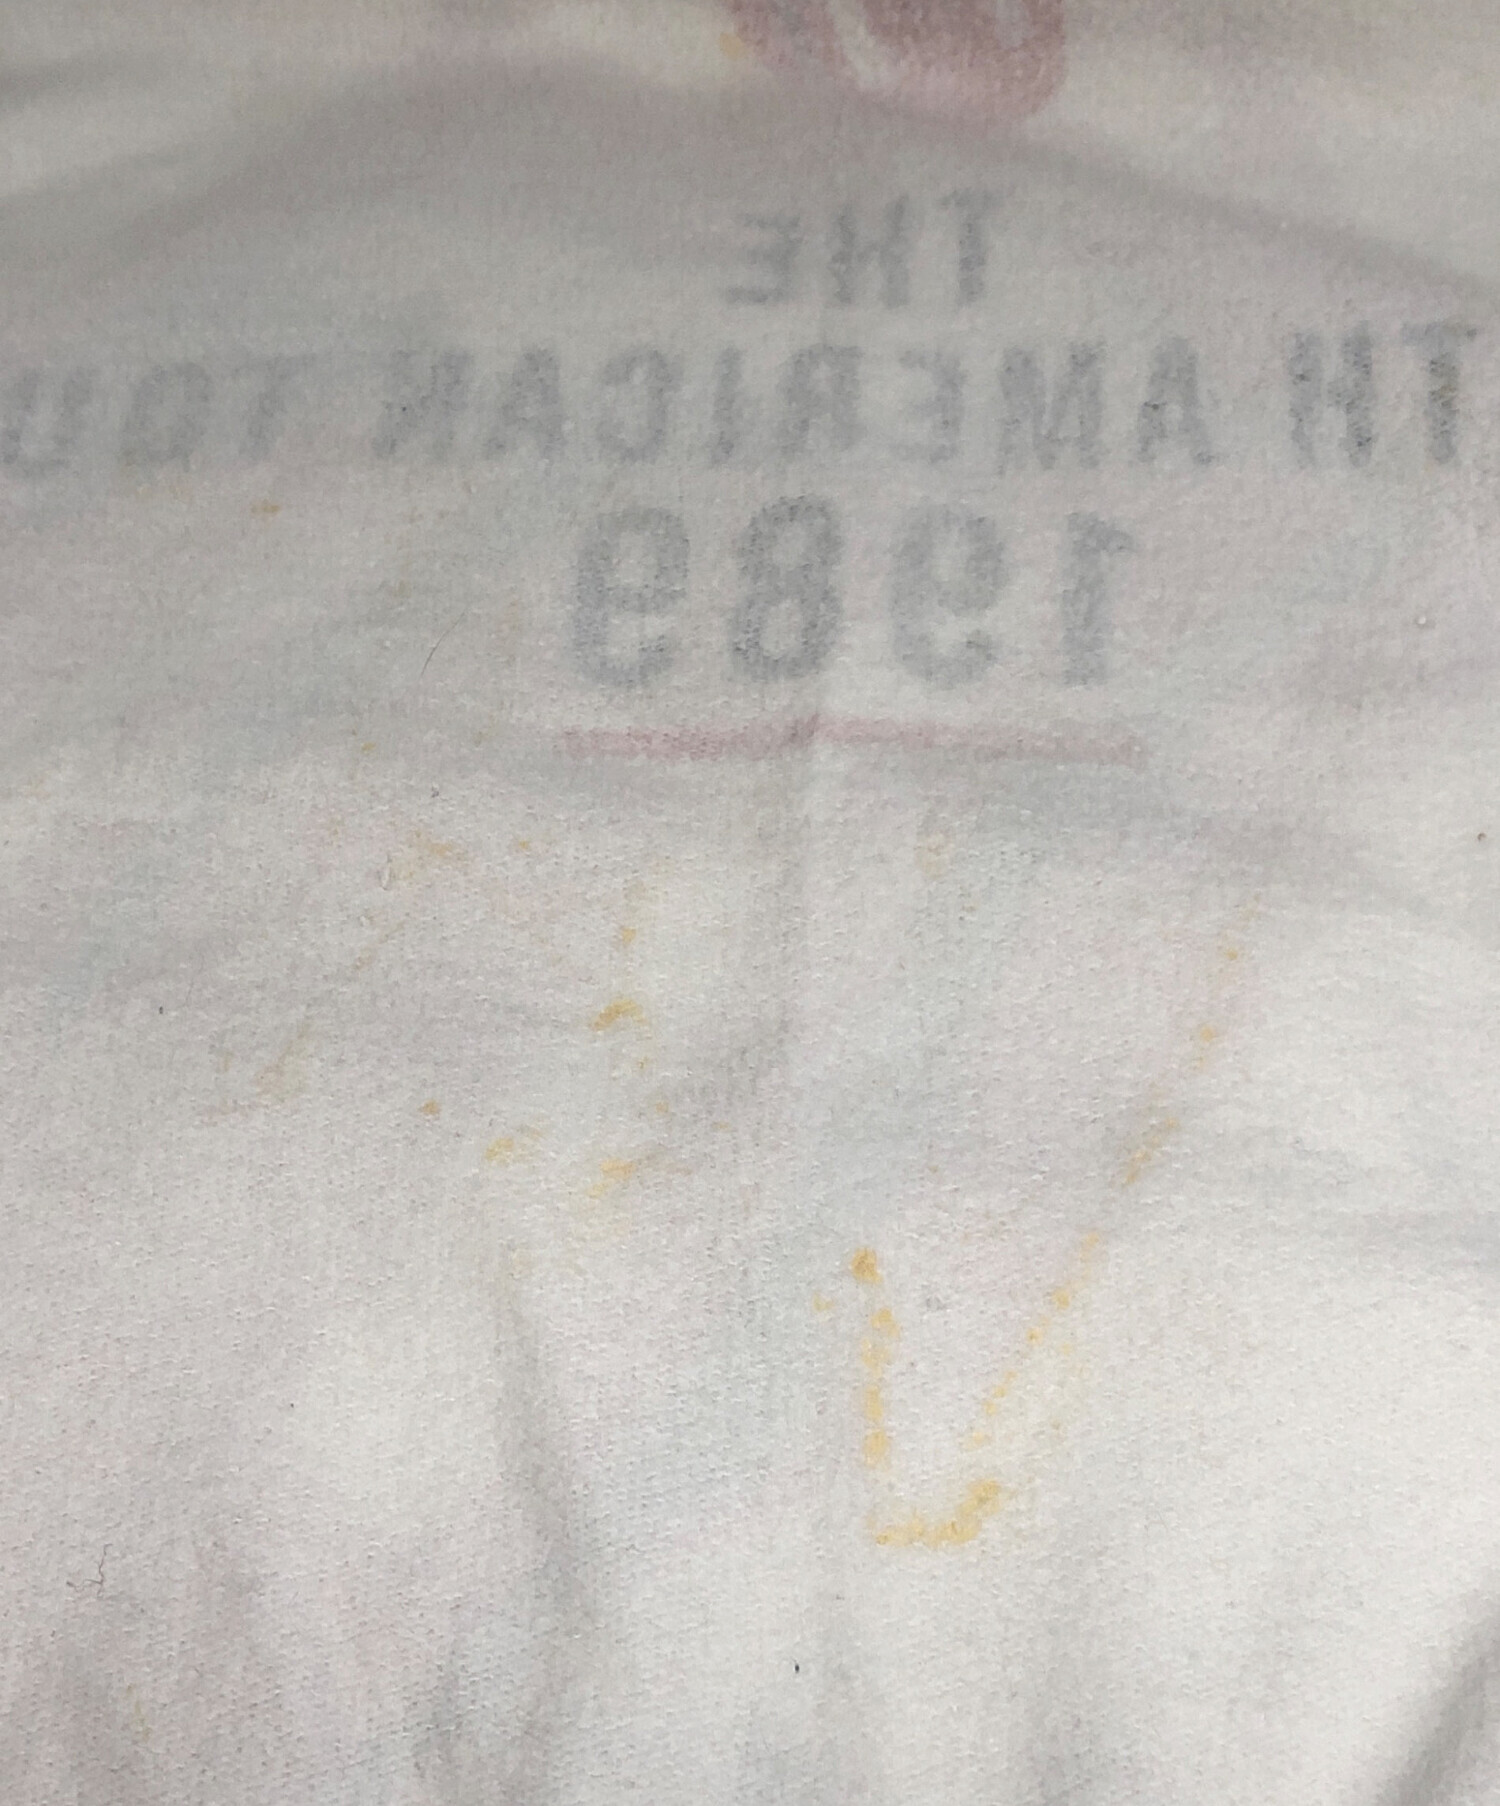 THE
TH AMERICAN TOU
1989